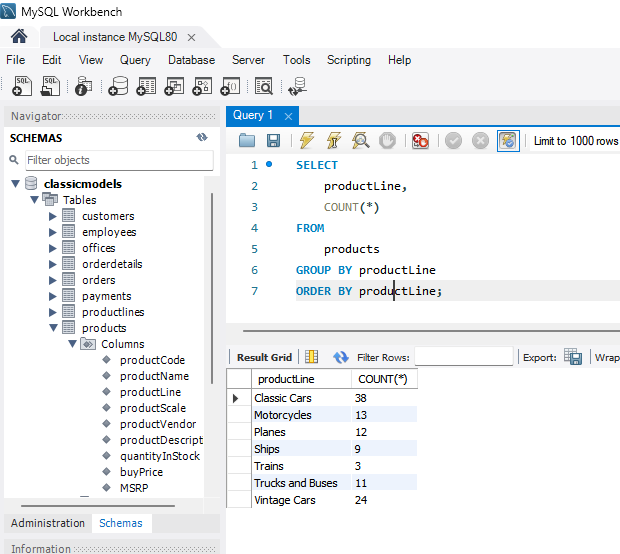 MySQL Workbench
Local instance MySQL80
File Edit View Query Database Server Tools Scripting Help
SQL SQL
Navigator
SCHEMAS
Filter objects
classicmodels
Tables
customers
employees
offices
orderdetails
orders
payments
productlines
products
Columns
productCode
productName
productLine
productScale
productVendor
productDescript
quantityInStock
buyPrice
MSRP
Administration Schemas
Information
Query 1
Limit to 1000 rows
1 SELECT
2 productLine,
3 COUNT(*)
4 FROM
5 products
6 GROUP BY productLine
7 ORDER BY productLine;
Result Grid Filter Rows: Export: Wrap
productLine COUNT(*)
Classic Cars 38
Motorcycles 13
Planes 12
Ships 9
Trains 3
Trucks and Buses 11
Vintage Cars 24